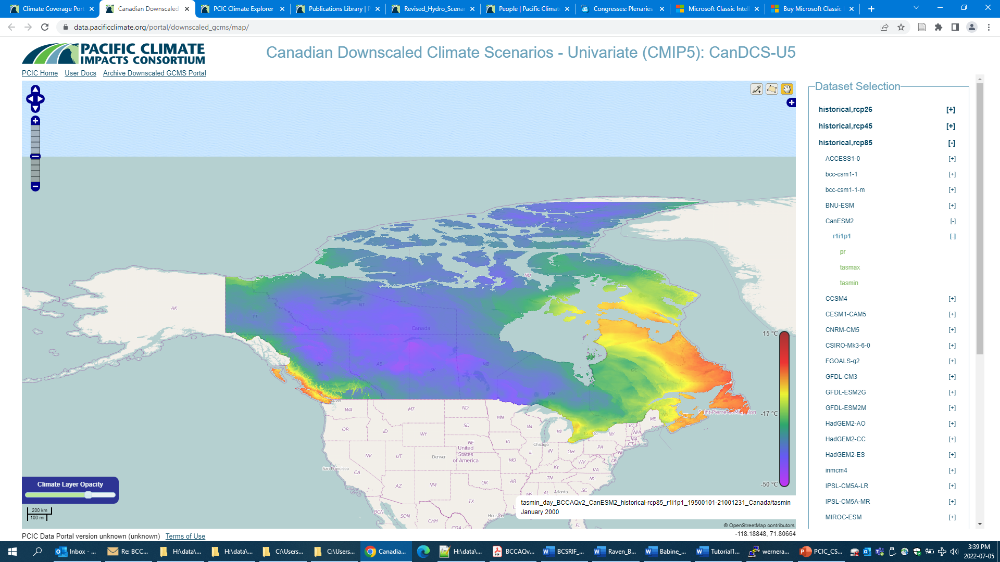 Climate Coverage Port
Canadian Downscaled
PCIC Climate Explorer
Publications Library | P
Revised_Hydro_Scenar
People | Pacific Climat
Congresses: Plenaries
Microsoft Classic Intel
Buy Microsoft Classic
data.pacificclimate.org/portal/downscaled_gcms/map/
PACIFIC CLIMATE
IMPACTS CONSORTIUM
Canadian Downscaled Climate Scenarios - Univariate (CMIP5): CanDCS-U5
PCIC Home User Docs Archive Downscaled GCMS Portal
Dataset Selection
historical,rcp26 [+]
historical,rcp45 [+]
historical,rcp85 [-]
ACCESS1-0 [+]
bcc-csm1-1 [+]
bcc-csm1-1-m [+]
BNU-ESM [+]
CanESM2 [-]
r1i1p1 [-]
pr
tasmax
tasmin
CCSM4 [+]
CESM1-CAM5 [+]
CNRM-CM5 [+]
CSIRO-Mk3-6-0 [+]
FGOALS-g2 [+]
GFDL-CM3 [+]
GFDL-ESM2G [+]
GFDL-ESM2M [+]
HadGEM2-AO [+]
HadGEM2-CC [+]
HadGEM2-ES [+]
inmcm4 [+]
IPSL-CM5A-LR [+]
IPSL-CM5A-MR [+]
MIROC-ESM [+]
NU
AK
YT
NT
Canada
BC
AB
SK
MB
ON
QC
15 °C
-17 °C
-50 °C
Saint-Pierre-et-Miquelon
WA
MT
ND
MN
ME
OR
ID
WY
SD
WI
MI
NY
VT
NH
MA
CT
NE
IA
Chicago
PA
NV
UT
Denver
United
States
of America
IL
IN
OH
NJ
DE
San Francisco
CA
MO
KY
WV
VA
AZ
NM
OK
AR
TN
NC
MS
AL
Atlanta
SC
TX
BCN
SON
CHH
COA
Houston
FL
Climate Layer Opacity
200 km
100 mi
tasmin_day_BCCAQv2_CanESM2_historical-rcp85_r1i1p1_19500101-21001231_Canada/tasmin
January 2000
© OpenStreetMap contributors
PCIC Data Portal version unknown (unknown) Terms of Use
-118.18848, 71.80664
Inbox - ...
Re: BCC...
H:\data\...
H:\data\...
C:\Users...
C:\Users...
Canadia...
H:\data\...
BCCAQv...
BCSRIF_...
Raven_B...
Babine_...
Tutorial1...
wernera...
PCIC_CS...
3:39 PM
2022-07-05